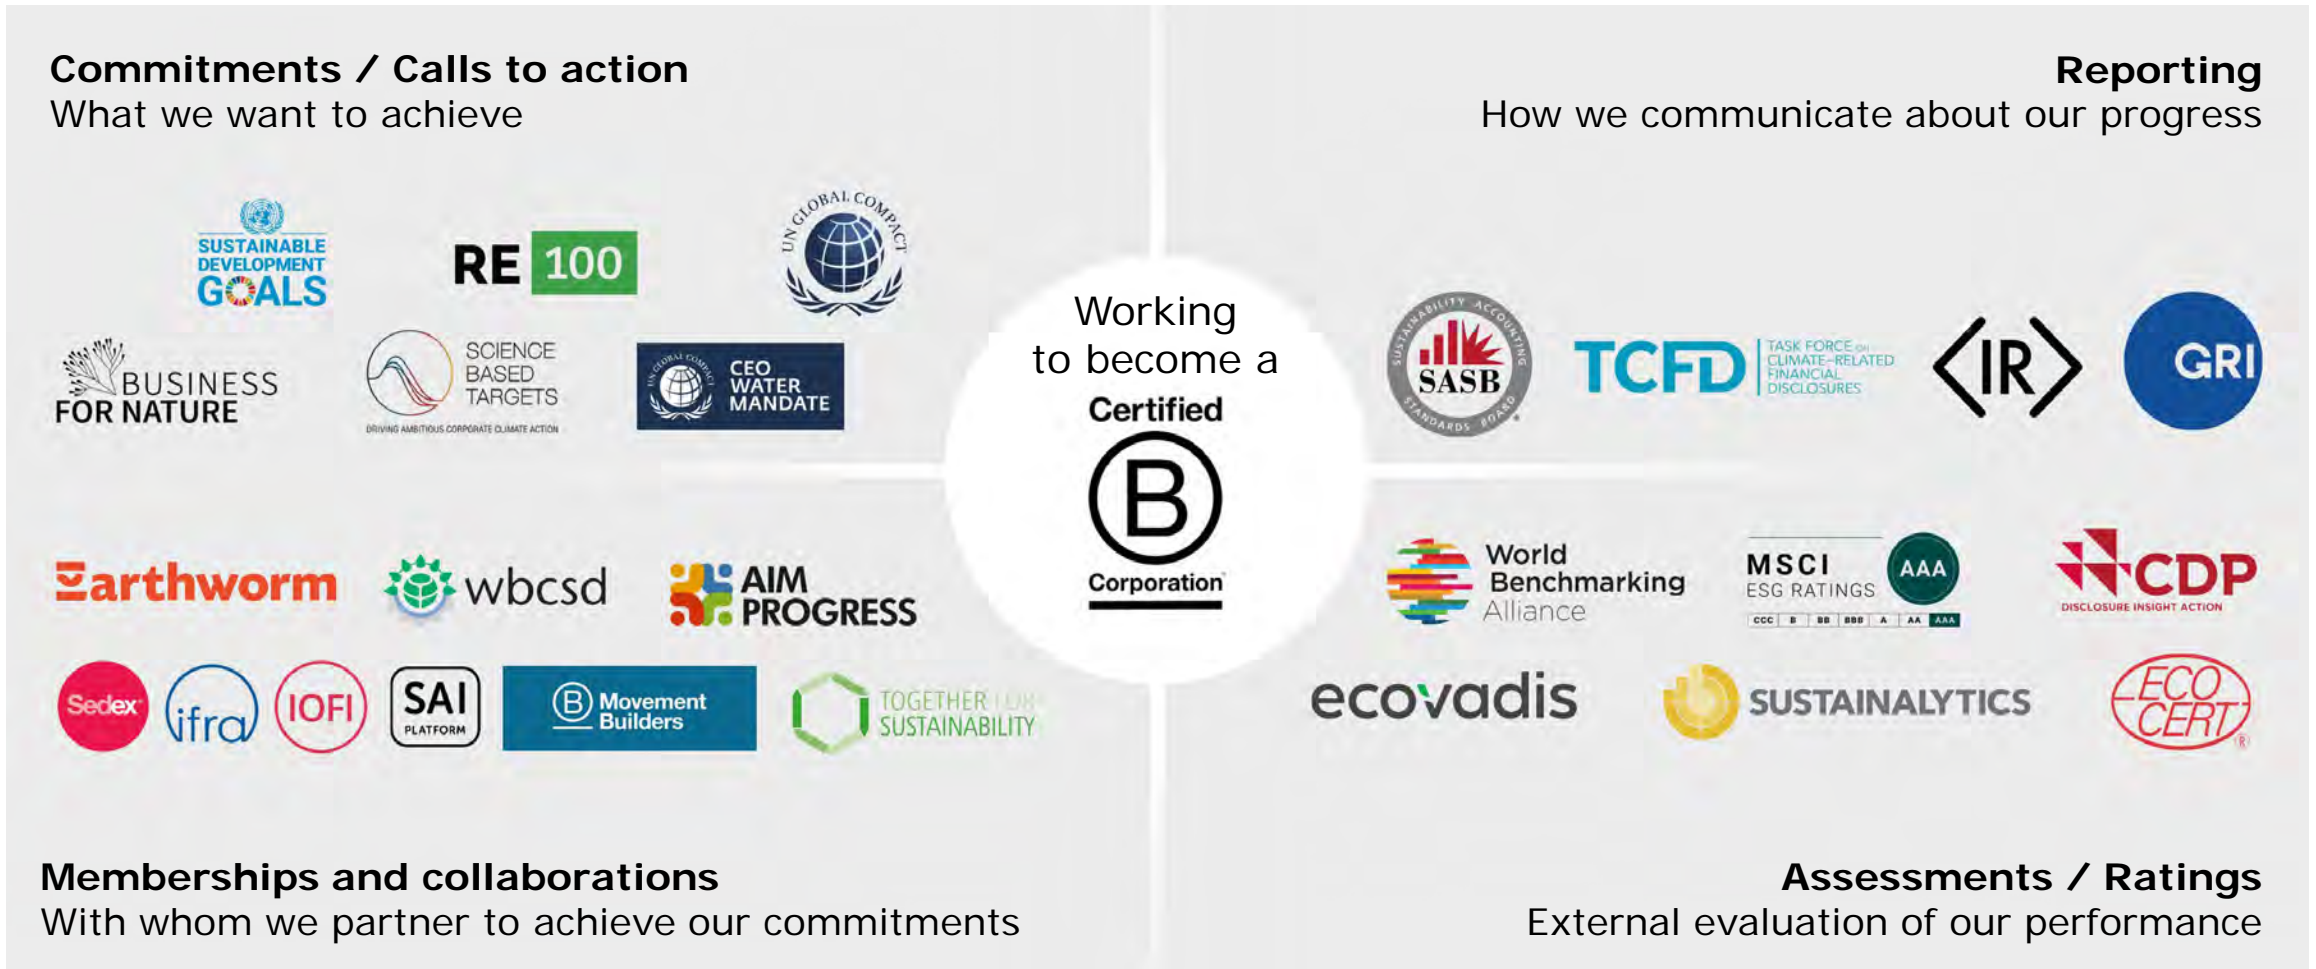 Commitments / Calls to action
What we want to achieve
Reporting
How we communicate about our progress
SUSTAINABLE
DEVELOPMENT
GOALS
RE 100
UN GLOBAL COMPACT
BUSINESS
FOR NATURE
SCIENCE
BASED
TARGETS
DRIVING AMBITIOUS CORPORATE CLIMATE ACTION
UN GLOBAL COMPACT
CEO
WATER
MANDATE
Working
to become a
Certified
B
Corporation
SUSTAINABILITY ACCOUNTING
SASB
STANDARDS BOARD
TCFD
TASK FORCE ON
CLIMATE-RELATED
FINANCIAL
DISCLOSURES
<IR>
GRI
Earthworm
wbcsd
AIM
PROGRESS
Sedex
ifra
IOFI
SAI
PLATFORM
B
Movement
Builders
TOGETHER FOR
SUSTAINABILITY
World
Benchmarking
Alliance
MSCI
ESG RATINGS
AAA
CCC B BB BBB A AA AAA
CDP
DISCLOSURE INSIGHT ACTION
ecovadis
SUSTAINALYTICS
ECO
CERT
®
Memberships and collaborations
With whom we partner to achieve our commitments
Assessments / Ratings
External evaluation of our performance